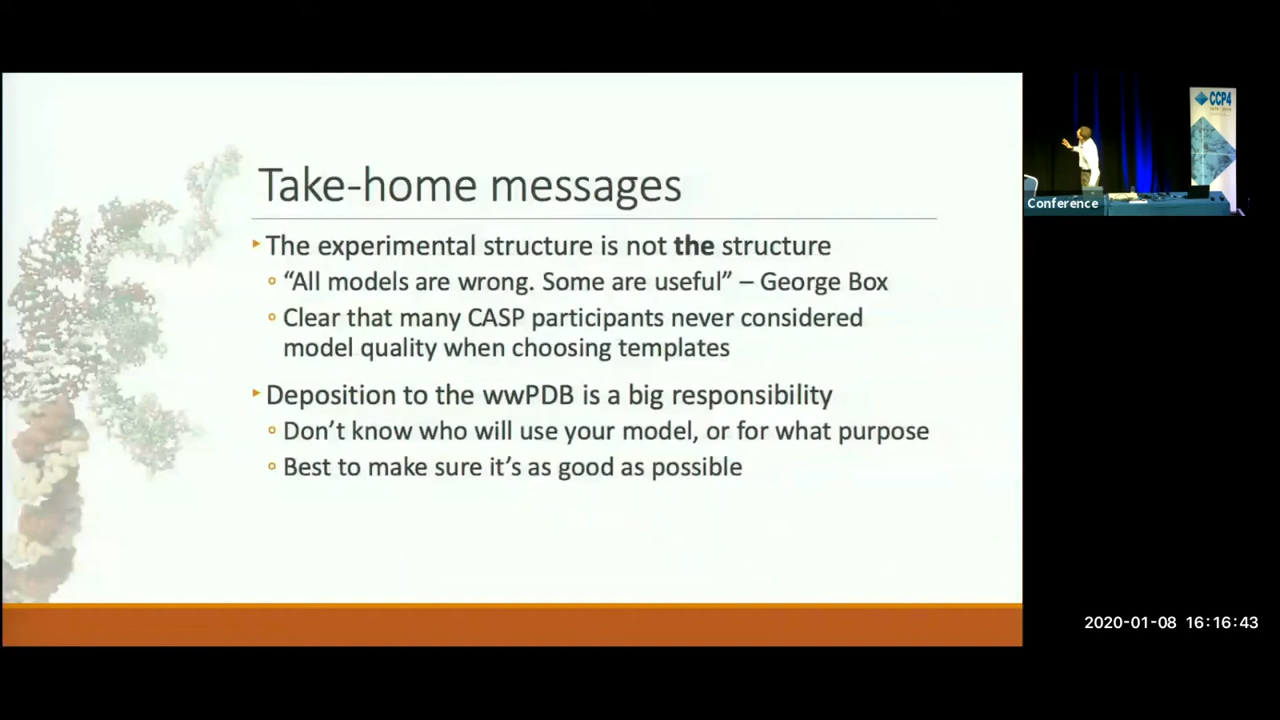 Take-home messages
The experimental structure is not the structure
“All models are wrong. Some are useful” – George Box
Clear that many CASP participants never considered
model quality when choosing templates
Deposition to the wwPDB is a big responsibility
Don’t know who will use your model, or for what purpose
Best to make sure it’s as good as possible
CCP4
Conference
2020-01-08 16:16:43